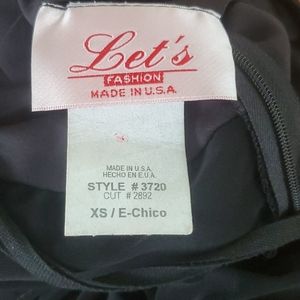 Let's
FASHION
MADE IN U.S.A.
MADE IN U.S.A.
HECHO EN E.U.A.
STYLE # 3720
CUT # 2892
XS / E-Chico